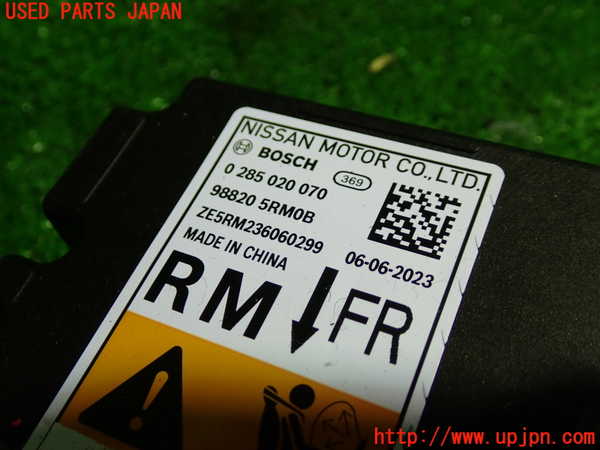 USED PARTS JAPAN
NISSAN MOTOR CO.,LTD.
BOSCH
0 285 020 070 369
98820 5RM0B
ZE5RM236060299
MADE IN CHINA 06-06-2023
RM FR
http://www.upjpn.com